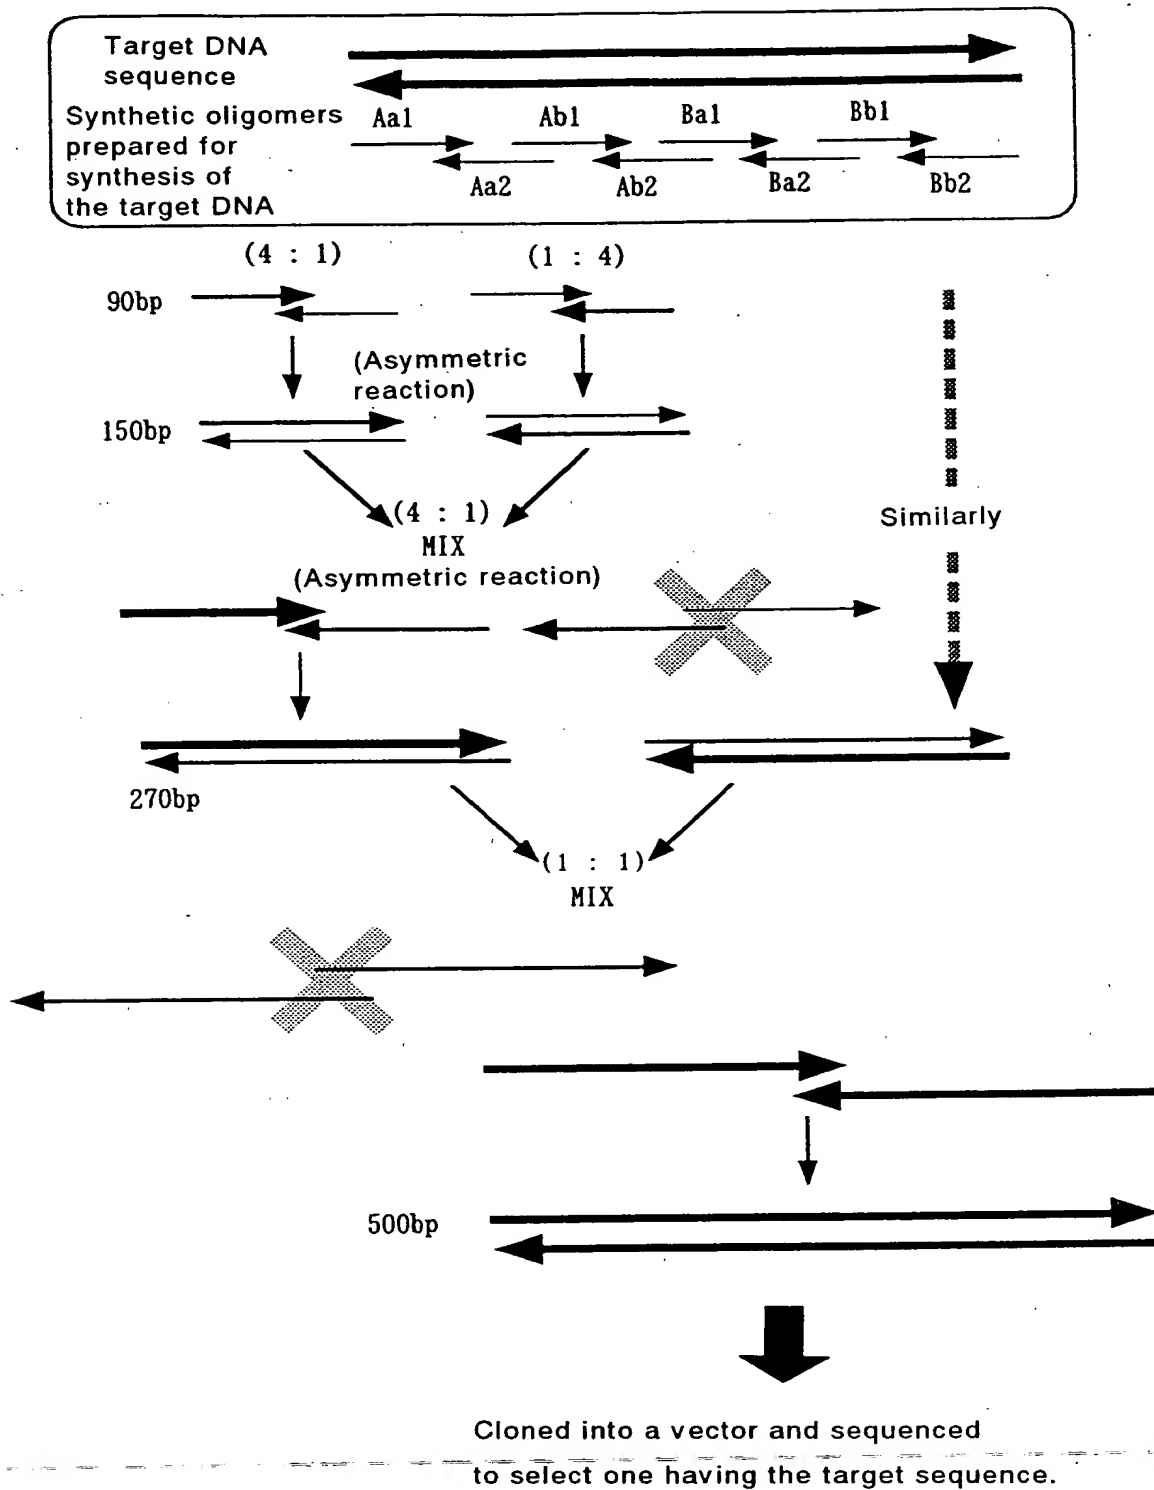 Target DNA
sequence
Synthetic oligomers
prepared for
synthesis of
the target DNA
Aa1
Ab1
Ba1
Bb1
Aa2
Ab2
Ba2
Bb2
(4 : 1)
(1 : 4)
90bp
(Asymmetric
reaction)
150bp
(4 : 1)
MIX
Similarly
(Asymmetric reaction)
270bp
(1 : 1)
MIX
500bp
Cloned into a vector and sequenced
to select one having the target sequence.